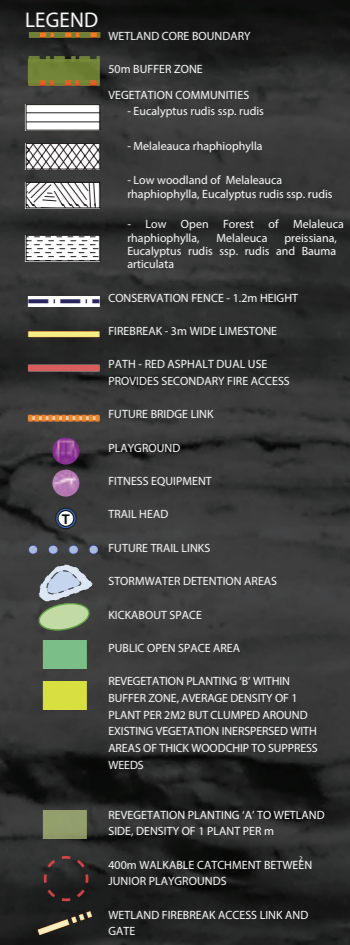 LEGEND
WETLAND CORE BOUNDARY
50m BUFFER ZONE
VEGETATION COMMUNITIES
- Eucalyptus rudis ssp. rudis
- Melaleauca rhaphiophylla
- Low woodland of Melaleauca
rhaphiophylla, Eucalyptus rudis ssp. rudis
- Low Open Forest of Melaleuca
rhaphiophylla, Melaleuca preissiana,
Eucalyptus rudis ssp. rudis and Bauma
articulata
CONSERVATION FENCE - 1.2m HEIGHT
FIREBREAK - 3m WIDE LIMESTONE
PATH - RED ASPHALT DUAL USE
PROVIDES SECONDARY FIRE ACCESS
FUTURE BRIDGE LINK
PLAYGROUND
FITNESS EQUIPMENT
T TRAIL HEAD
FUTURE TRAIL LINKS
STORMWATER DETENTION AREAS
KICKABOUT SPACE
PUBLIC OPEN SPACE AREA
REVEGETATION PLANTING 'B' WITHIN
BUFFER ZONE, AVERAGE DENSITY OF 1
PLANT PER 2M2 BUT CLUMPED AROUND
EXISTING VEGETATION INERSPERSED WITH
AREAS OF THICK WOODCHIP TO SUPPRESS
WEEDS
REVEGETATION PLANTING 'A' TO WETLAND
SIDE, DENSITY OF 1 PLANT PER m
2
400m WALKABLE CATCHMENT BETWEEN
JUNIOR PLAYGROUNDS
WETLAND FIREBREAK ACCESS LINK AND
GATE